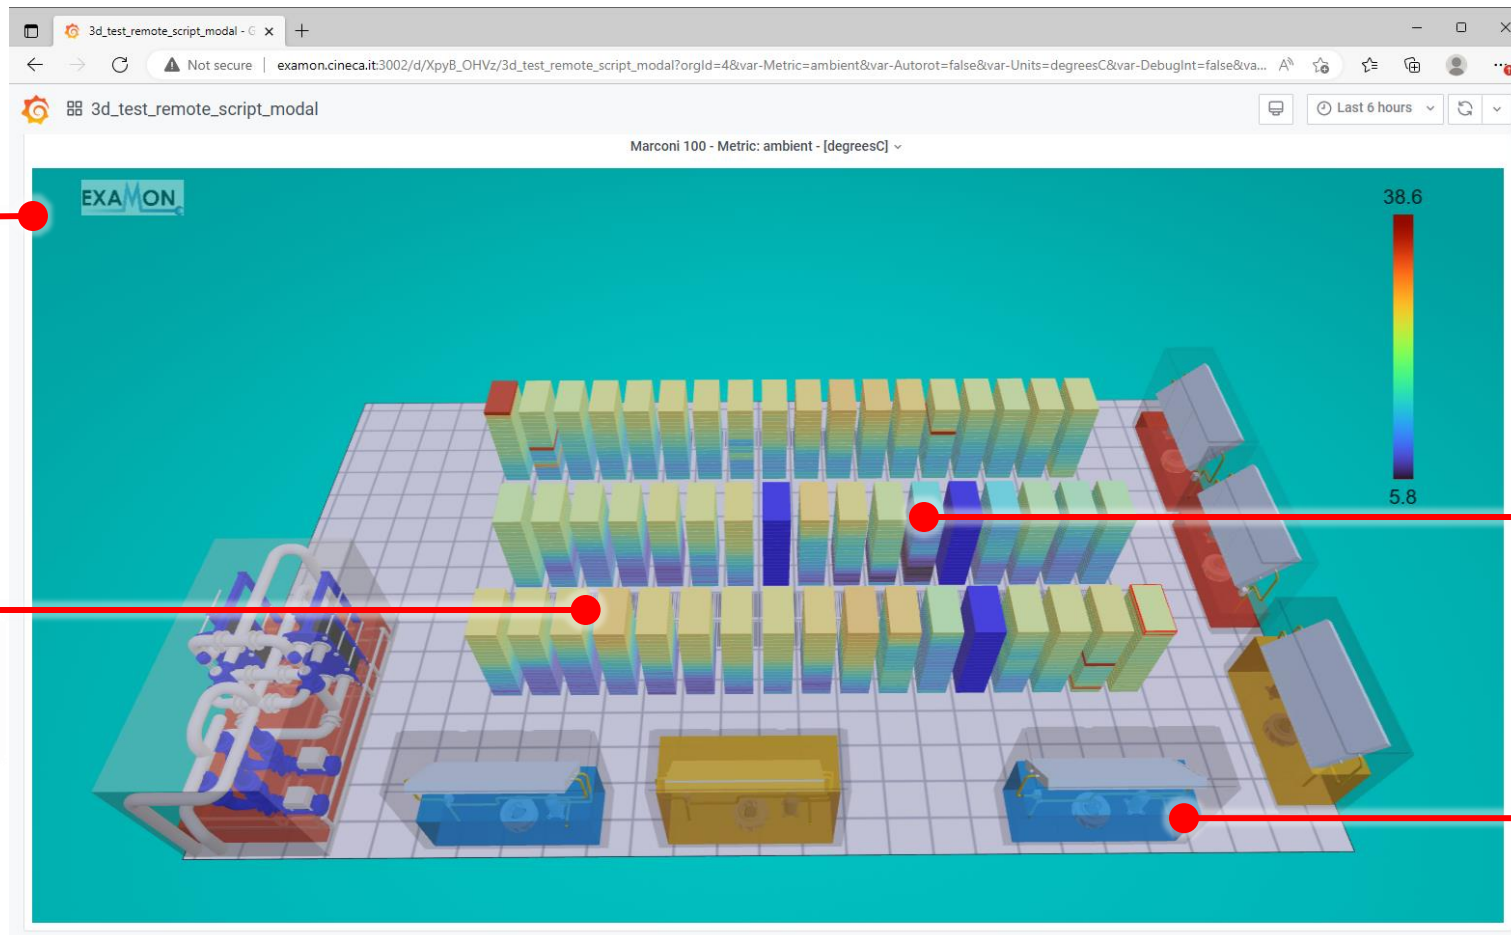 3d_test_remote_script_modal - G
Not secure
examon.cineca.it:3002/d/XpyB_OHVz/3d_test_remote_script_modal?orgId=4&var-Metric=ambient&var-Autorot=false&var-Units=degreesC&var-DebugInt=false&va...
3d_test_remote_script_modal
Last 6 hours
Marconi 100 - Metric: ambient - [degreesC]
EXAMON
38.6
5.8